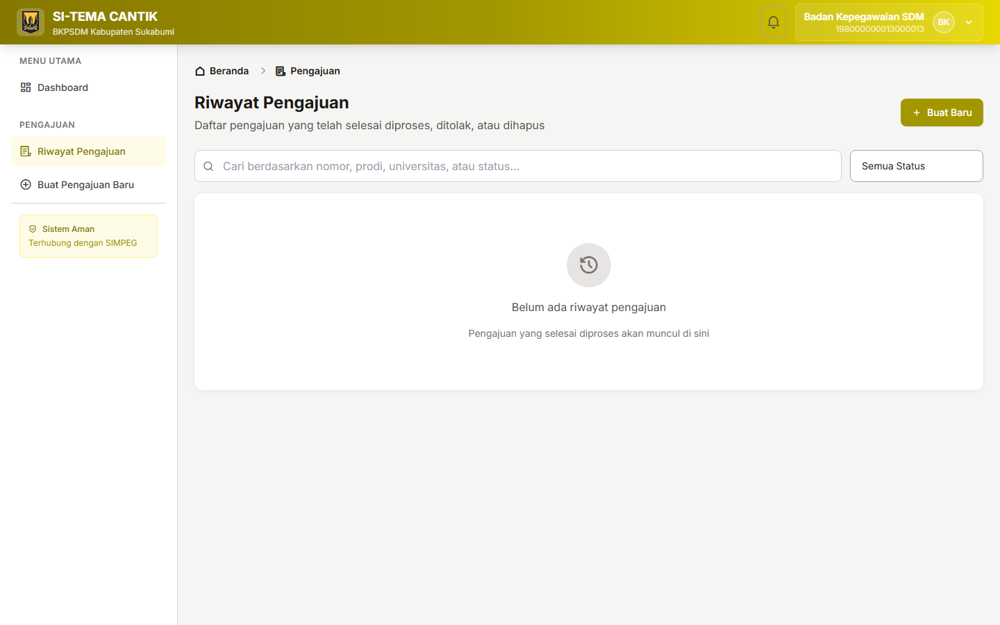 SI-TEMA CANTIK
BKPSDM Kabupaten Sukabumi
Badan Kepegawaian SDM
198000000013000013
BK
MENU UTAMA
Dashboard
PENGAJUAN
Riwayat Pengajuan
Buat Pengajuan Baru
Sistem Aman
Terhubung dengan SIMPEG
Beranda
Pengajuan
Riwayat Pengajuan
Daftar pengajuan yang telah selesai diproses, ditolak, atau dihapus
+ Buat Baru
Cari berdasarkan nomor, prodi, universitas, atau status...
Semua Status
Belum ada riwayat pengajuan
Pengajuan yang selesai diproses akan muncul di sini